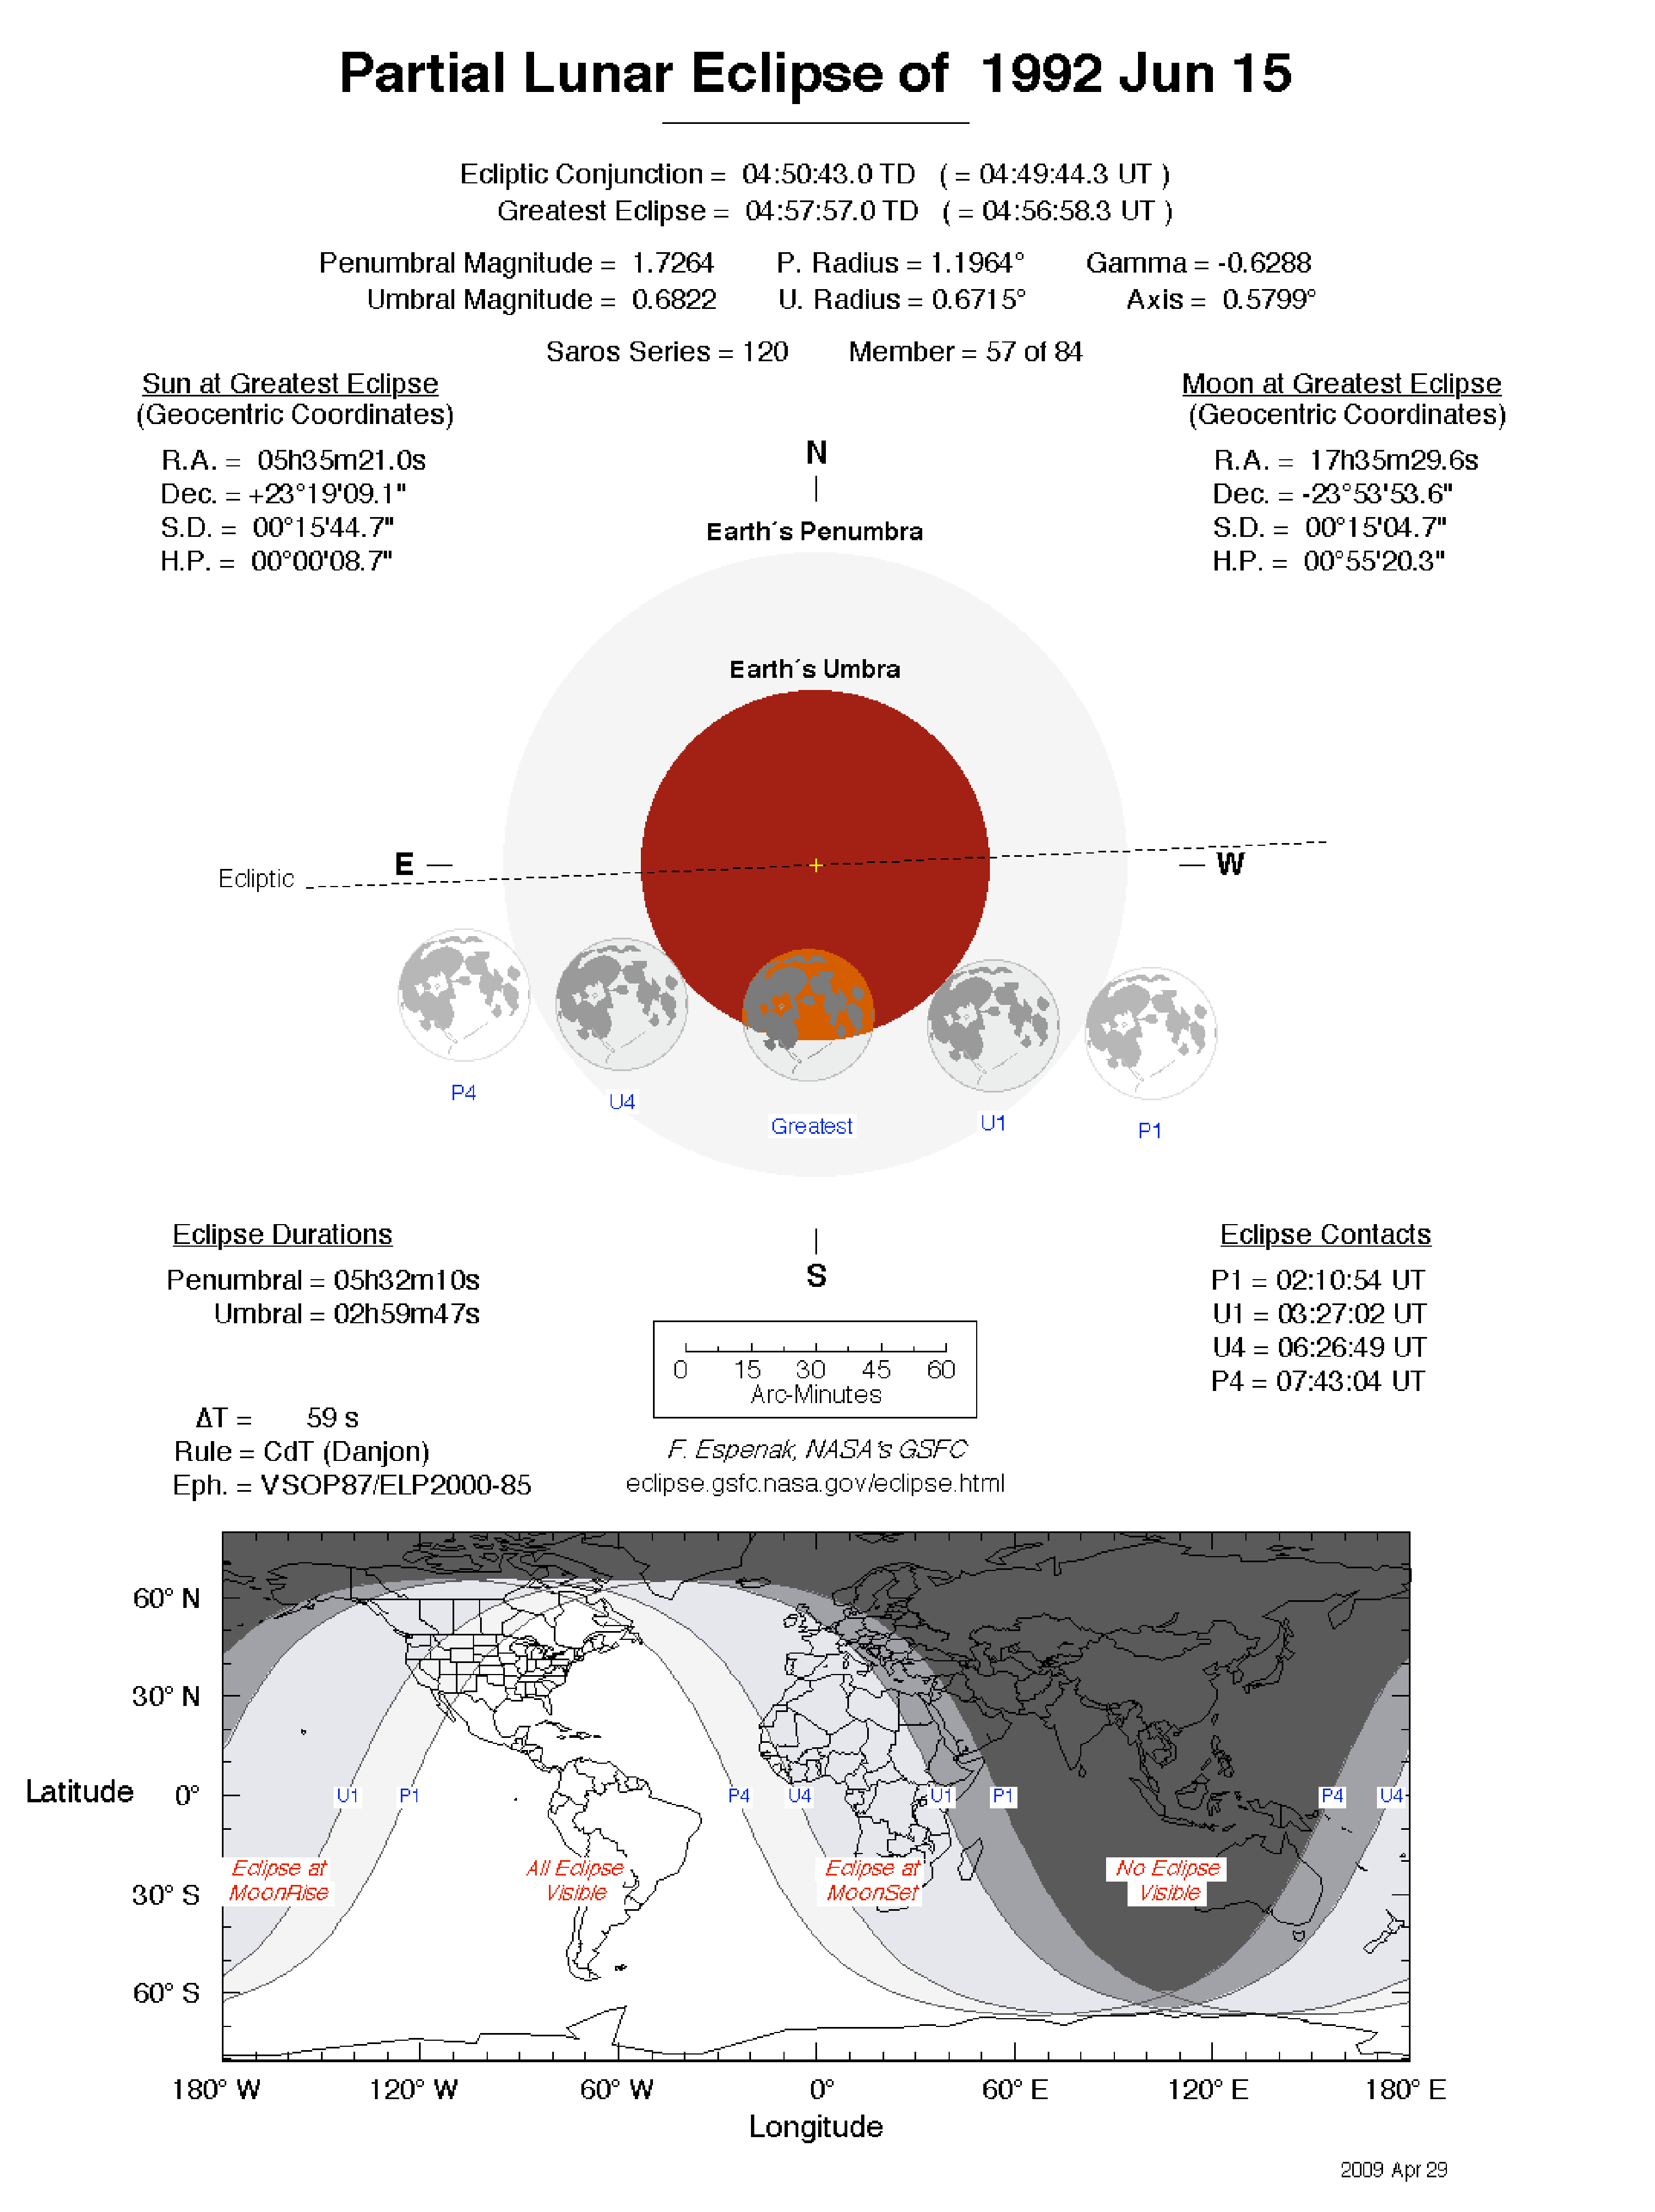 Partial Lunar Eclipse of 1992 Jun 15
Ecliptic Conjunction = 04:50:43.0 TD ( = 04:49:44.3 UT )
Greatest Eclipse = 04:57:57.0 TD ( = 04:56:58.3 UT )
Penumbral Magnitude = 1.7264 P. Radius = 1.1964° Gamma = -0.6288
Umbral Magnitude = 0.6822 U. Radius = 0.6715° Axis = 0.5799°
Saros Series = 120 Member = 57 of 84
Sun at Greatest Eclipse
(Geocentric Coordinates)
R.A. = 05h35m21.0s
Dec. = +23°19'09.1"
S.D. = 00°15'44.7"
H.P. = 00°00'08.7"
Moon at Greatest Eclipse
(Geocentric Coordinates)
R.A. = 17h35m29.6s
Dec. = -23°53'53.6"
S.D. = 00°15'04.7"
H.P. = 00°55'20.3"
N
Earth´s Penumbra
Earth´s Umbra
E
W
Ecliptic
P4
U4
Greatest
U1
P1
S
Eclipse Durations
Penumbral = 05h32m10s
Umbral = 02h59m47s
Eclipse Contacts
P1 = 02:10:54 UT
U1 = 03:27:02 UT
U4 = 06:26:49 UT
P4 = 07:43:04 UT
0 15 30 45 60
Arc-Minutes
ΔT = 59 s
Rule = CdT (Danjon)
Eph. = VSOP87/ELP2000-85
F. Espenak, NASA's GSFC
eclipse.gsfc.nasa.gov/eclipse.html
60° N
30° N
Latitude 0°
30° S
60° S
U1 P1 P4 U4 U1 P1 P4 U4
Eclipse at
MoonRise
All Eclipse
Visible
Eclipse at
MoonSet
No Eclipse
Visible
180° W 120° W 60° W 0° 60° E 120° E 180° E
Longitude
2009 Apr 29